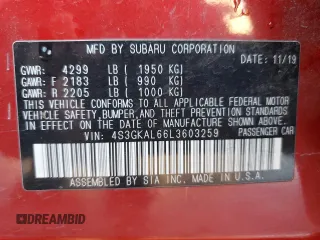 MFD BY SUBARU CORPORATION
DATE: 11/19
GVWR: 4299 LB ( 1950 KG)
GAWR: F 2183 LB ( 990 KG)
GAWR: R 2205 LB ( 1000 KG)
THIS VEHICLE CONFORMS TO ALL APPLICABLE FEDERAL MOTOR
VEHICLE SAFETY, BUMPER, AND THEFT PREVENTION STANDARDS IN
EFFECT ON THE DATE OF MANUFACTURE SHOWN ABOVE.
VIN: 4S3GKAL66L3603259 PASSENGER CAR
ASSEMBLED BY SIA INC. MADE IN U.S.A.
DREAMBID